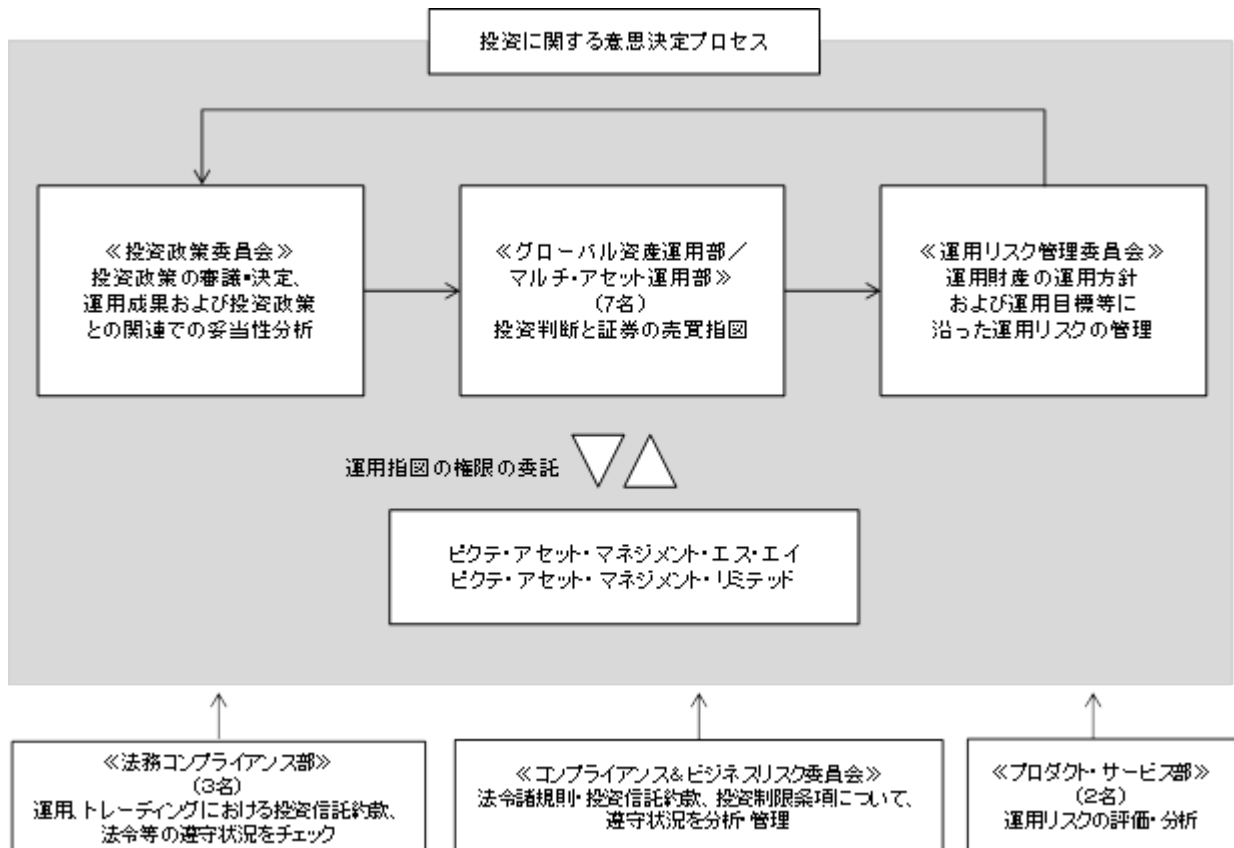 投資に関する意思決定プロセス
≪投資政策委員会≫
投資政策の審議・決定、
運用成果および投資政策
との関連での妥当性分析
≪グローバル資産運用部／
マルチ・アセット運用部≫
(7名)
投資判断と証券の売買指図
≪運用リスク管理委員会≫
運用財産の運用方針
および運用目標等に
沿った運用リスクの管理
運用指図の権限の委託
ピクテ・アセット・マネジメント・エス・エイ
ピクテ・アセット・マネジメント・リミテッド
≪法務コンプライアンス部≫
(3名)
運用、トレーディングにおける投資信託約款、
法令等の遵守状況をチェック
≪コンプライアンス&ビジネスリスク委員会≫
法令諸規則・投資信託約款、投資制限条項について、
遵守状況を分析・管理
≪プロダクト・サービス部≫
(2名)
運用リスクの評価・分析